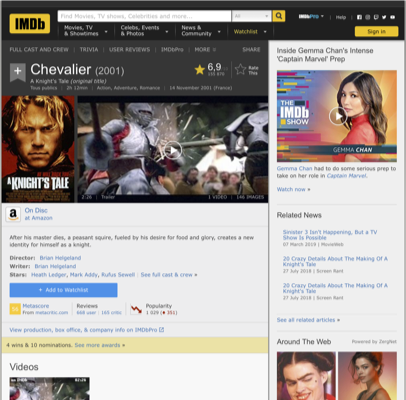 IMDb
Find Movies, TV shows, Celebrities and more...
All
Movies, TV
& Showtimes
Celebs, Events
& Photos
News &
Community
Watchlist
IMDbPro
Help
Sign in
FULL CAST AND CREW | TRIVIA | USER REVIEWS | IMDbPro | MORE
SHARE
Chevalier (2001)
A Knight's Tale (original title)
Tous publics | 2h 12min | Action, Adventure, Romance | 14 November 2001 (France)
6,9
Rate
This
A KNIGHT'S TALE
2:26 | Trailer
1 VIDEO | 146 IMAGES
On Disc
at Amazon
After his master dies, a peasant squire, fueled by his desire for food and glory, creates a new
identity for himself as a knight.
Director: Brian Helgeland
Writer: Brian Helgeland
Stars: Heath Ledger, Mark Addy, Rufus Sewell | See full cast & crew »
+ Add to Watchlist
Metascore
From metacritic.com
Reviews
668 user | 165 critic
Popularity
1 029 (♦ 351)
View production, box office, & company info on IMDbPro
4 wins & 10 nominations. See more awards »
Videos
02:26
Inside Gemma Chan's Intense
'Captain Marvel' Prep
THE
IMDb
SHOW
GEMMA CHAN
Gemma Chan had to do some serious prep to
take on her role in Captain Marvel.
Watch now »
Related News
Sinister 3 Isn't Happening, But a TV
Show Is Possible
07 March 2019 | MovieWeb
20 Crazy Details About The Making Of A
Knight's Tale
27 July 2018 | Screen Rant
20 Crazy Details About The Making Of A
Knight's Tale
27 July 2018 | Screen Rant
See all related articles »
Around The Web
Powered by ZergNet